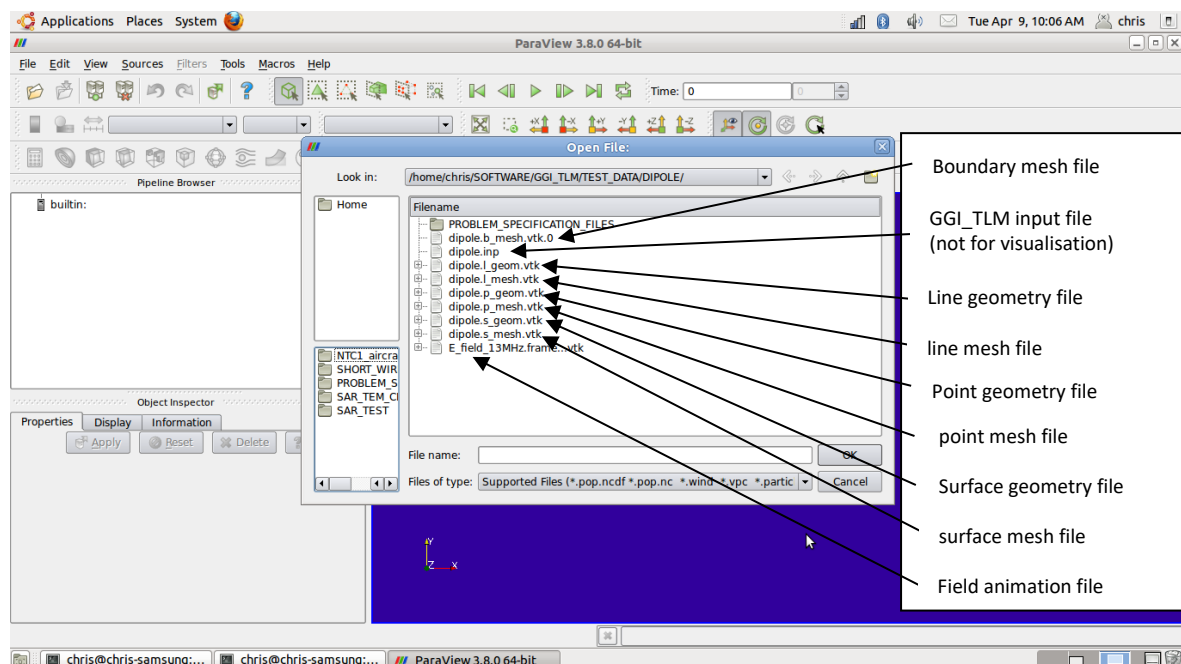 Applications Places System Tue Apr 9, 10:06 AM chris
ParaView 3.8.0 64-bit
File Edit View Sources Filters Tools Macros Help
Time: 0 0
+X -X +Y -Y +Z -Z
Open File:
Pipeline Browser
builtin:
Look in: /home/chris/SOFTWARE/GGI_TLM/TEST_DATA/DIPOLE/
Home
Filename
PROBLEM_SPECIFICATION_FILES
dipole.b_mesh.vtk.0
dipole.inp
dipole.l_geom.vtk
dipole.l_mesh.vtk
dipole.p_geom.vtk
dipole.p_mesh.vtk
dipole.s_geom.vtk
dipole.s_mesh.vtk
E_field_13MHz.frame...vtk
NTC1_aircra
SHORT_WIR
PROBLEM_S
SAR_TEM_C
SAR_TEST
Object Inspector
Properties Display Information
Apply Reset Delete ?
File name: OK
Files of type: Supported Files (*.pop.ncdf *.pop.nc *.wind *.vpc *.partic Cancel
Boundary mesh file
GGI_TLM input file
(not for visualisation)
Line geometry file
line mesh file
Point geometry file
point mesh file
Surface geometry file
surface mesh file
Field animation file
Y
Z X
chris@chris-samsung:... chris@chris-samsung:... ParaView 3.8.0 64-bit